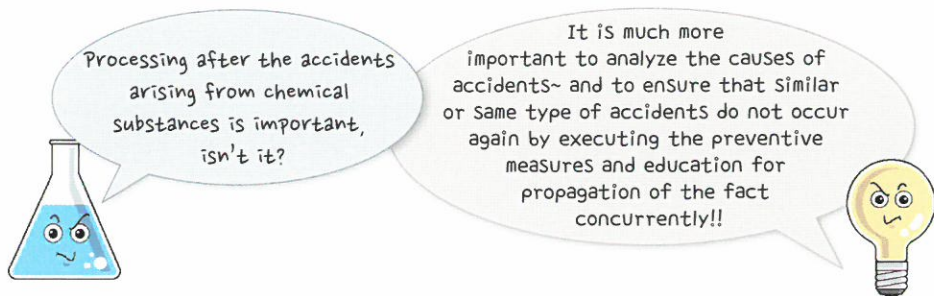 Processing after the accidents
arising from chemical
substances is important,
isn't it?
It is much more
important to analyze the causes of
accidents~ and to ensure that similar
or same type of accidents do not occur
again by executing the preventive
measures and education for
propagation of the fact
concurrently!!